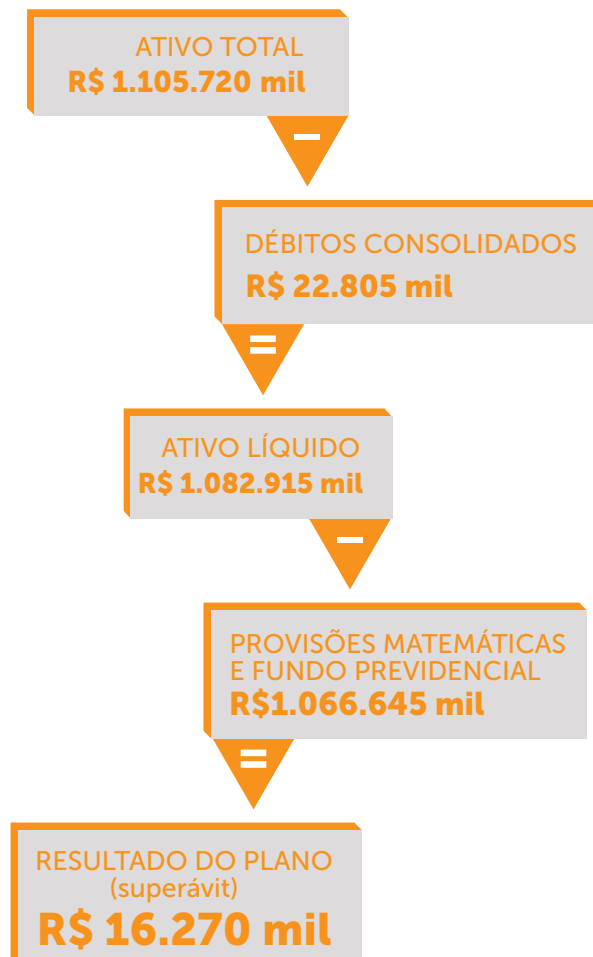 ATIVO TOTAL
R$ 1.105.720 mil
–
DÉBITOS CONSOLIDADOS
R$ 22.805 mil
=
ATIVO LÍQUIDO
R$ 1.082.915 mil
–
PROVISÕES MATEMÁTICAS
E FUNDO PREVIDENCIAL
R$1.066.645 mil
=
RESULTADO DO PLANO
(superávit)
R$ 16.270 mil